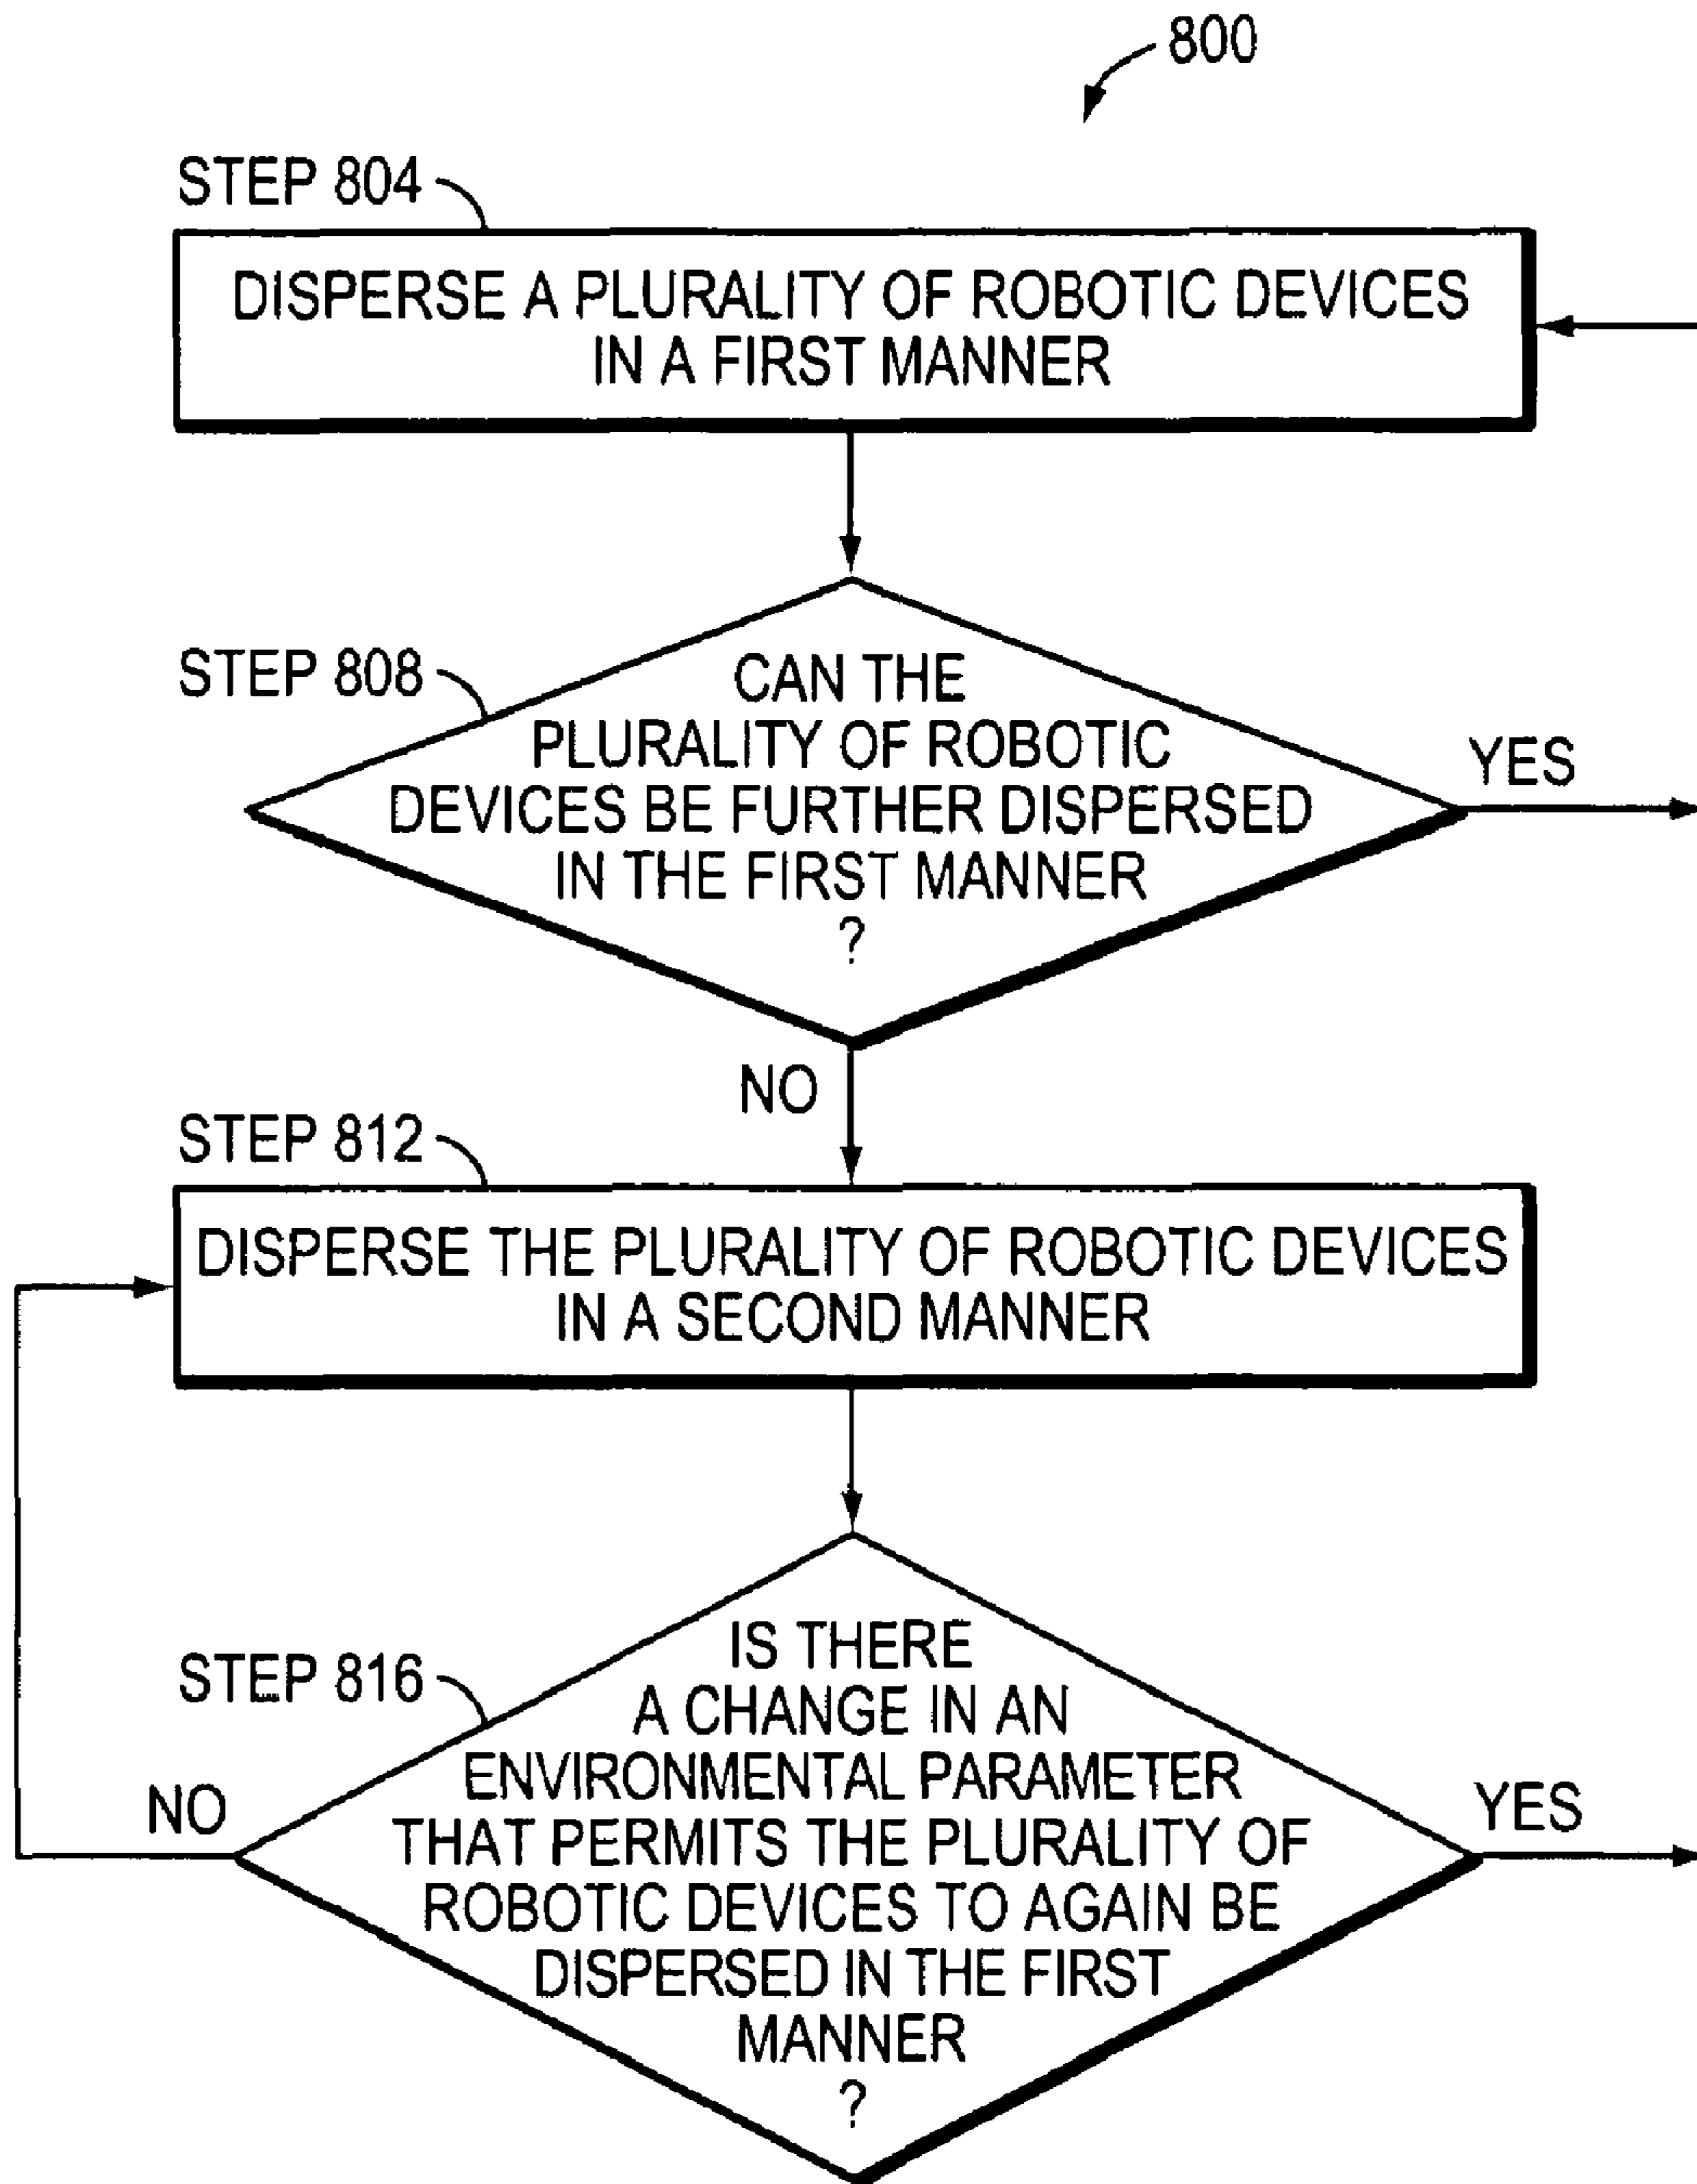 800
STEP 804
DISPERSE A PLURALITY OF ROBOTIC DEVICES
IN A FIRST MANNER
STEP 808
CAN THE
PLURALITY OF ROBOTIC
DEVICES BE FURTHER DISPERSED
IN THE FIRST MANNER
?
YES
NO
STEP 812
DISPERSE THE PLURALITY OF ROBOTIC DEVICES
IN A SECOND MANNER
STEP 816
IS THERE
A CHANGE IN AN
ENVIRONMENTAL PARAMETER
THAT PERMITS THE PLURALITY OF
ROBOTIC DEVICES TO AGAIN BE
DISPERSED IN THE FIRST
MANNER
?
NO
YES